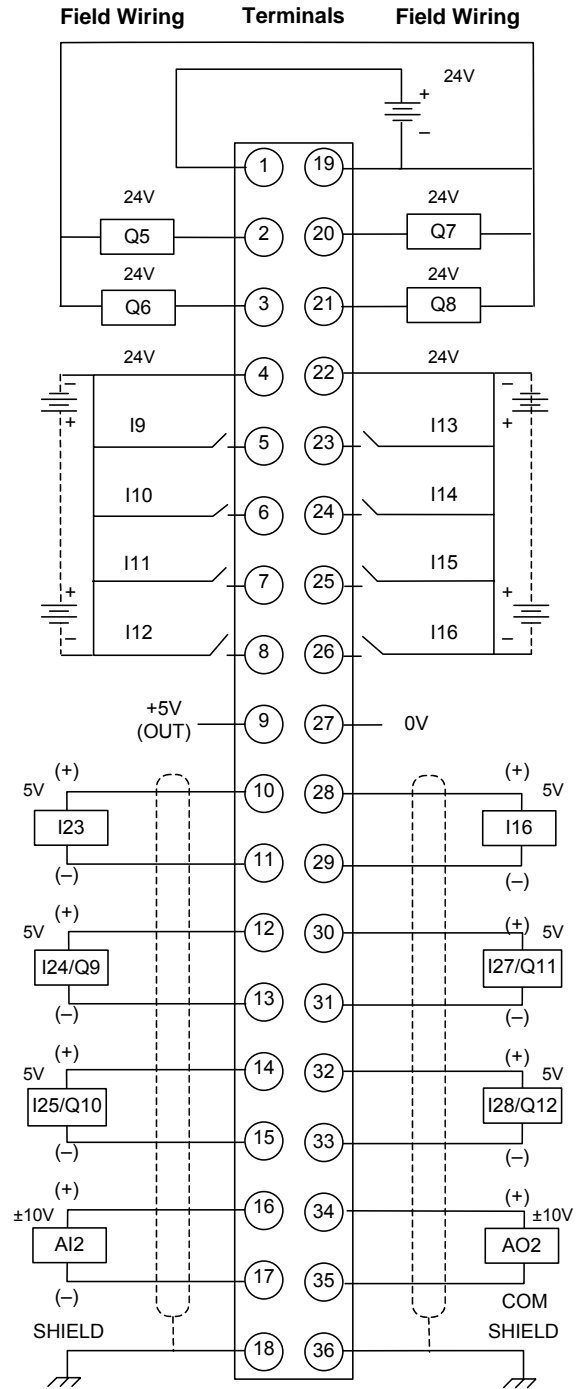 Field Wiring Terminals Field Wiring
24V
+
–
1 19
24V 24V
Q5 2 20 Q7
24V 24V
Q6 3 21 Q8
24V 4 22 24V
– –
+ I9 5 23 I13 +
I10 6 24 I14
I11 7 25 I15
+ +
– I12 8 26 I16 –
+5V
(OUT) 9 27 0V
(+) (+)
5V 10 28 5V
I23 I16
11 29
(–) (–)
(+) (+)
5V 12 30 5V
I24/Q9 I27/Q11
13 31
(–) (–)
(+) (+)
5V 14 32 5V
I25/Q10 I28/Q12
15 33
(–) (–)
(+) (+)
±10V 16 34 ±10V
AI2 AO2
17 35
(–) COM
SHIELD SHIELD
18 36